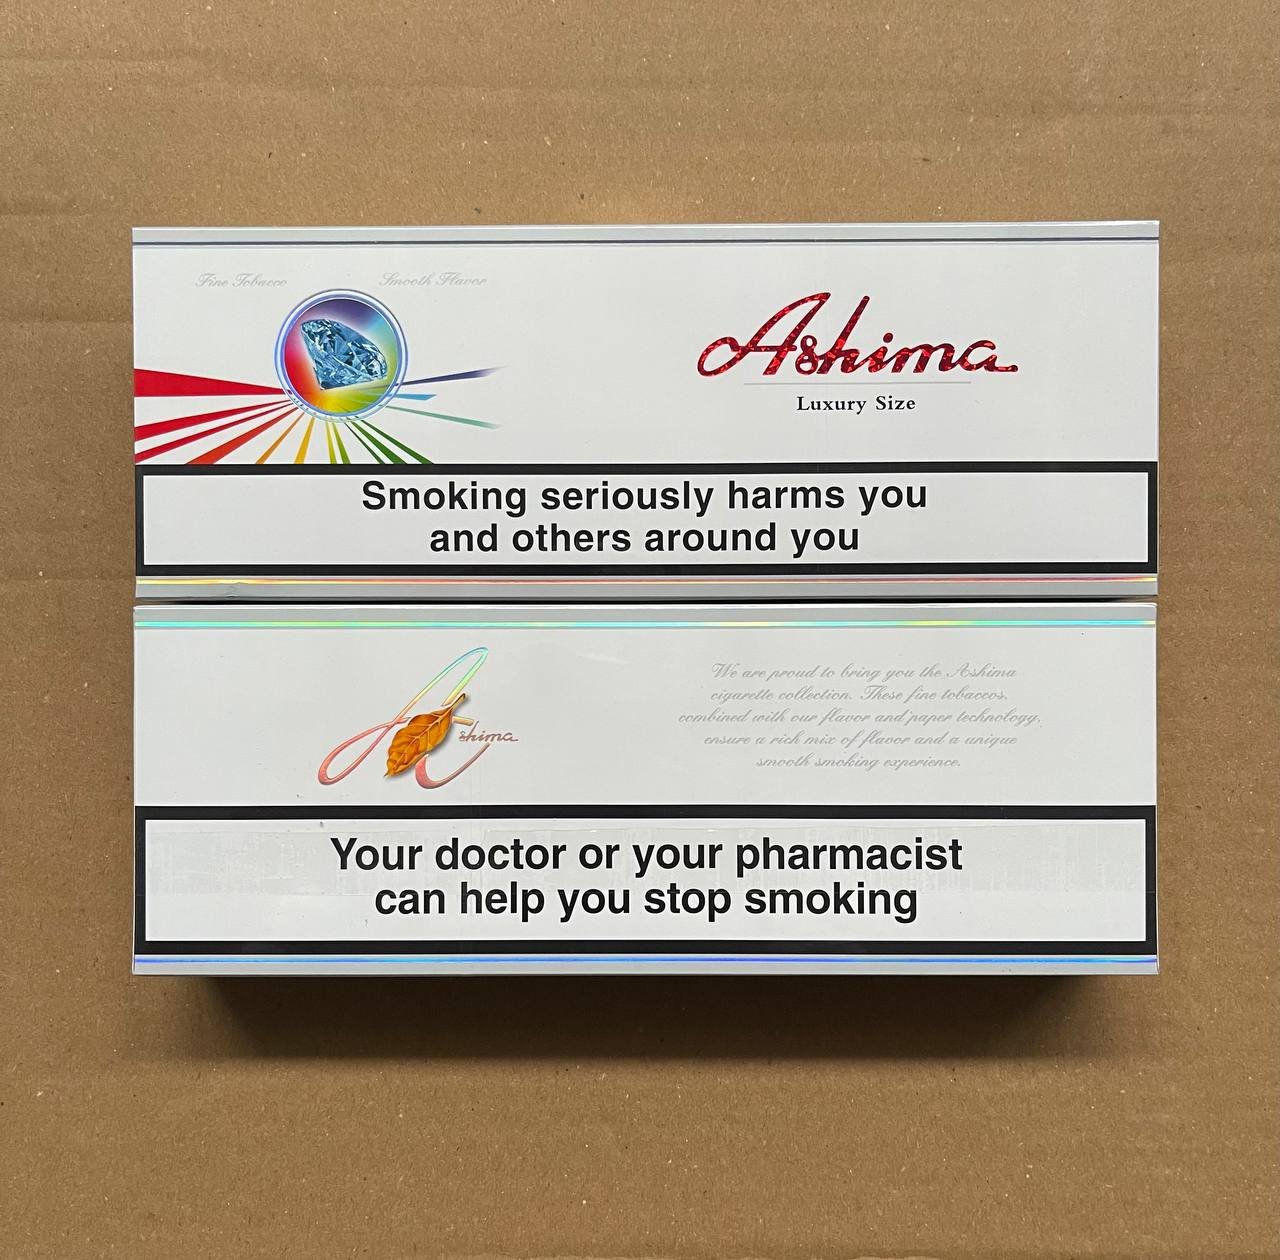 Fine Tobacco Smooth Flavor
Ashima
Luxury Size
Smoking seriously harms you
and others around you
Ashima
We are proud to bring you the Ashima
cigarette collection. These fine tobaccos,
combined with our flavor and paper technology,
ensure a rich mix of flavor and a unique
smooth smoking experience.
Your doctor or your pharmacist
can help you stop smoking